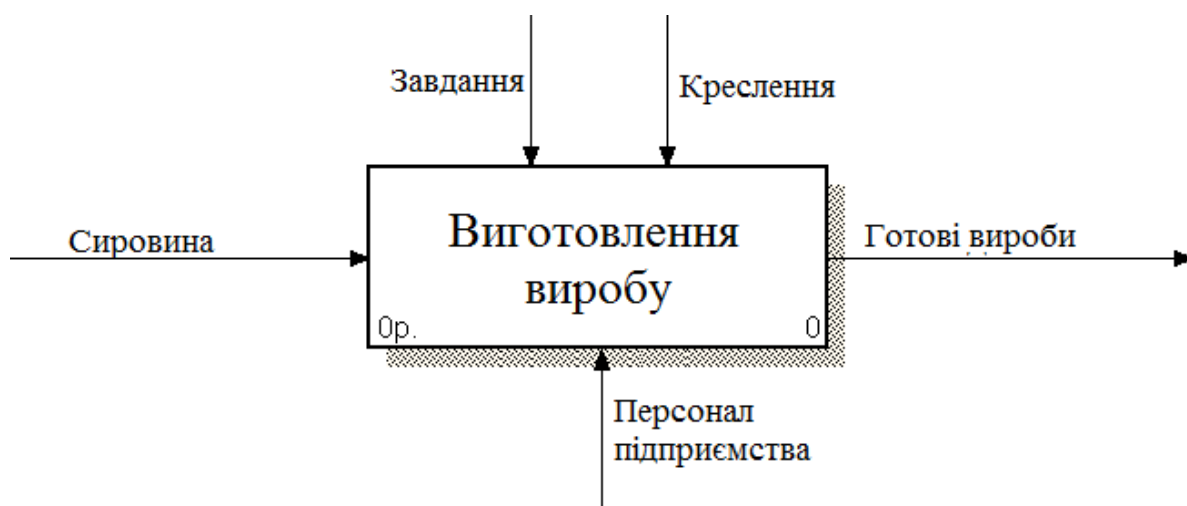 Завдання
Креслення
Сировина
Виготовлення
виробу
Готові вироби
0р.
0
Персонал
підприємства